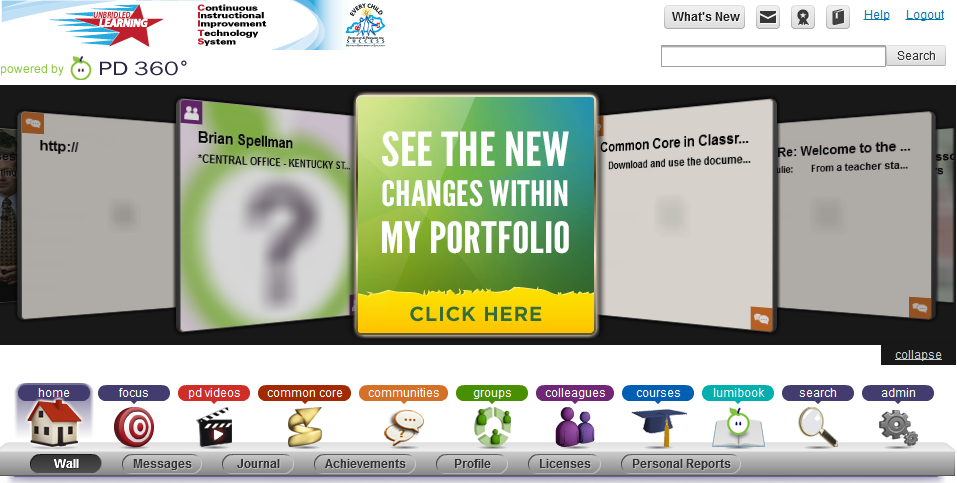 UNBRIDLED
LEARNING
Continuous
Instructional
Improvement
Technology
System
EVERY CHILD
SUCCESS
What's New
Help
Logout
Search
powered by PD 360°
http://
Brian Spellman
*CENTRAL OFFICE - KENTUCKY ST...
SEE THE NEW
CHANGES WITHIN
MY PORTFOLIO
CLICK HERE
Common Core in Classr...
Download and use the docume...
Re: Welcome to the ...
ulie: From a teacher sta...
collapse
home
focus
pd videos
common core
communities
groups
colleagues
courses
lumibook
search
admin
Wall
Messages
Journal
Achievements
Profile
Licenses
Personal Reports